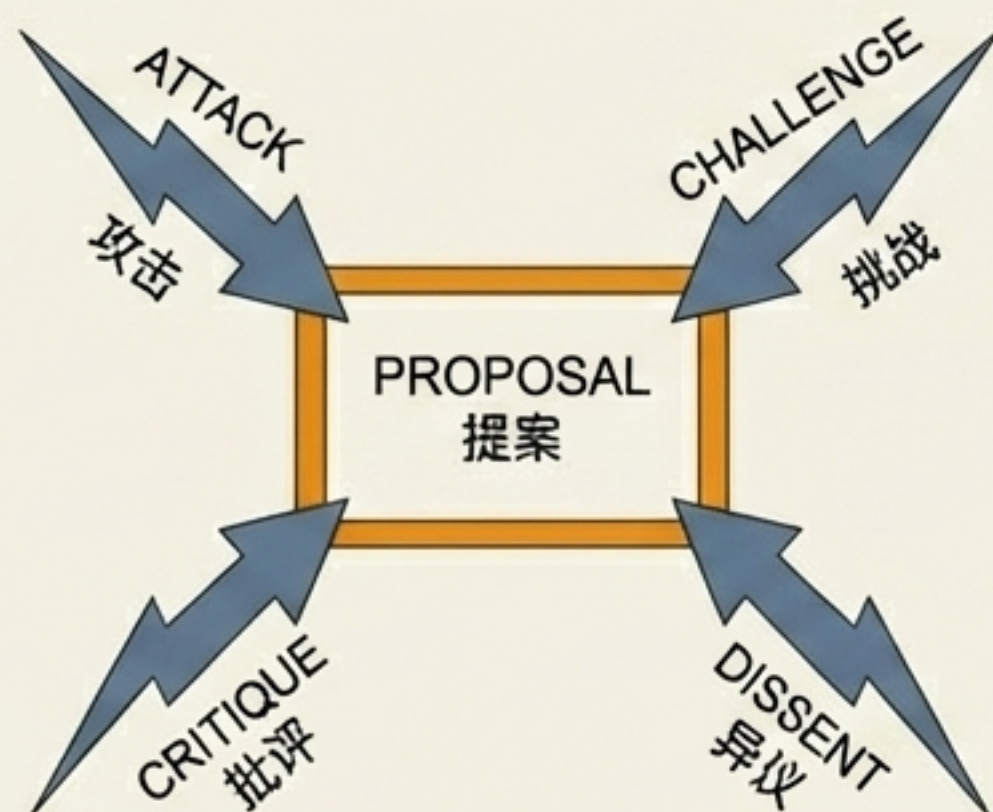 ATTACK
攻击
CHALLENGE
挑战
PROPOSAL
提案
CRITIQUE
批评
DISSENT
异议